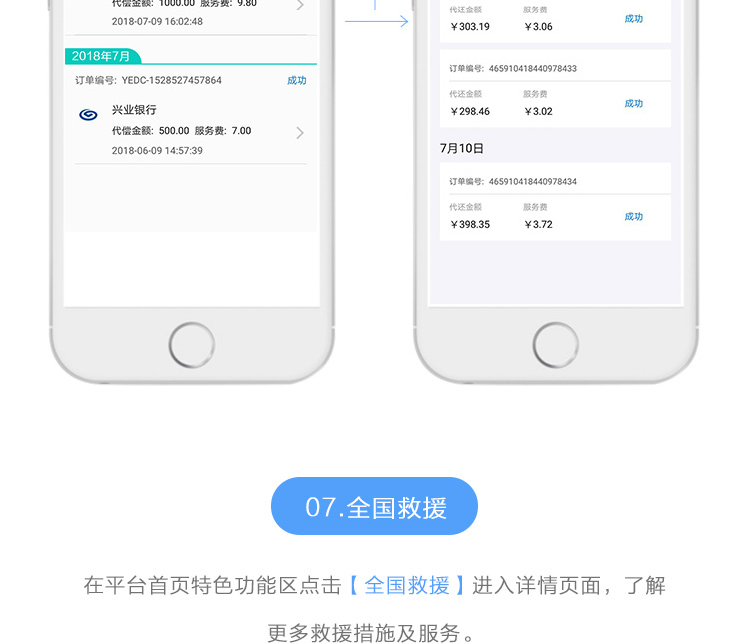 代偿金额: 1000.00 服务费: 9.80
2018-07-09 16:02:48
2018年7月
订单编号: YEDC-1528527457864 成功
兴业银行
代偿金额: 500.00 服务费: 7.00
2018-06-09 14:57:39
代还金额 服务费
￥303.19 ￥3.06 成功
订单编号: 465910418440978433
代还金额 服务费
￥298.46 ￥3.02 成功
7月10日
订单编号: 465910418440978434
代还金额 服务费
￥398.35 ￥3.72 成功
07.全国救援
在平台首页特色功能区点击【全国救援】进入详情页面，了解
更多救援措施及服务。